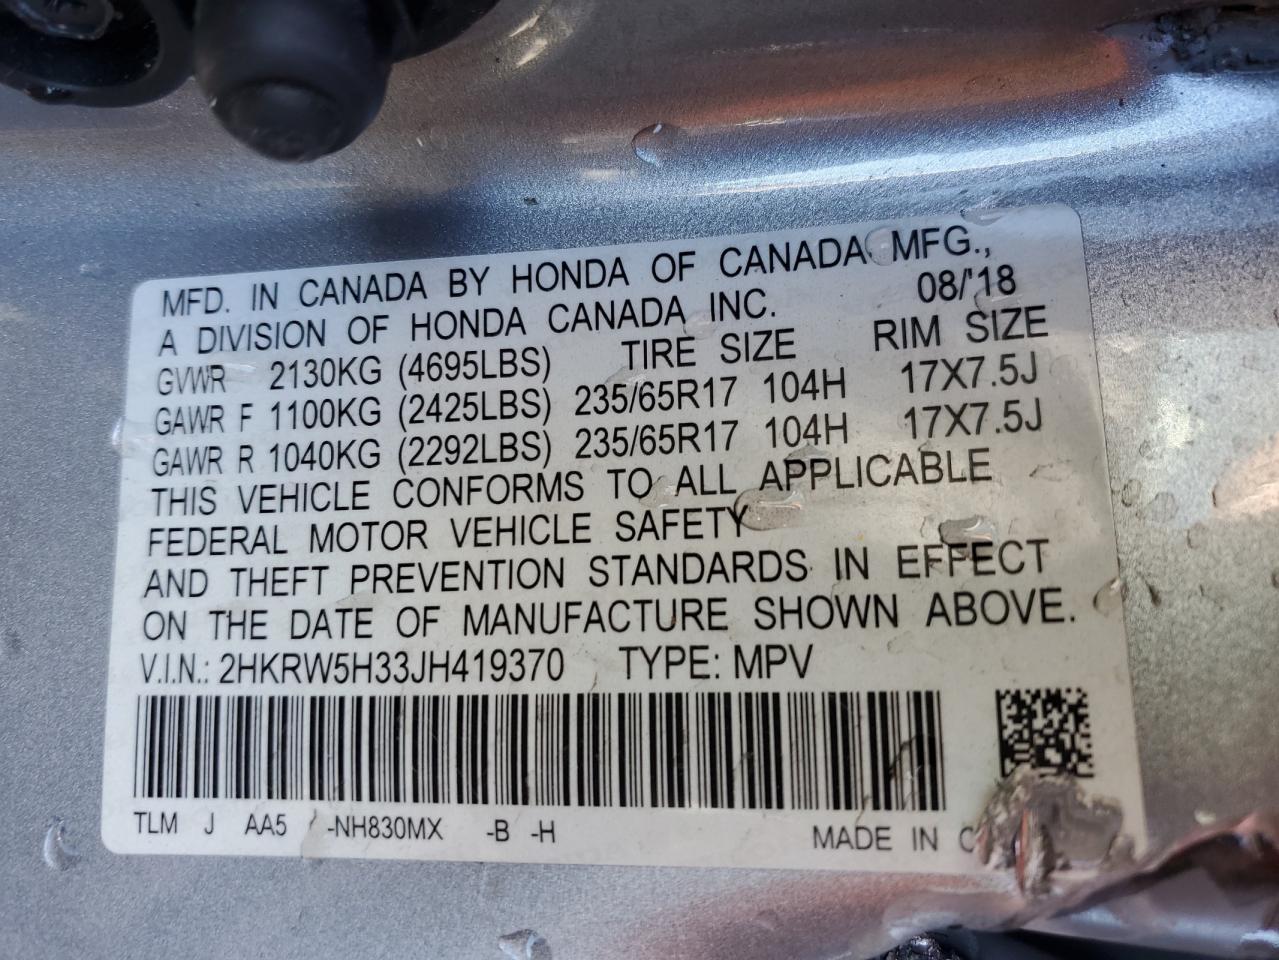 MFD. IN CANADA BY HONDA OF CANADA MFG.,
A DIVISION OF HONDA CANADA INC. 08/'18
GVWR 2130KG (4695LBS) TIRE SIZE RIM SIZE
GAWR F 1100KG (2425LBS) 235/65R17 104H 17X7.5J
GAWR R 1040KG (2292LBS) 235/65R17 104H 17X7.5J
THIS VEHICLE CONFORMS TO ALL APPLICABLE
FEDERAL MOTOR VEHICLE SAFETY
AND THEFT PREVENTION STANDARDS IN EFFECT
ON THE DATE OF MANUFACTURE SHOWN ABOVE.
V.I.N.: 2HKRW5H33JH419370 TYPE: MPV
TLM J AA5 -NH830MX -B -H MADE IN